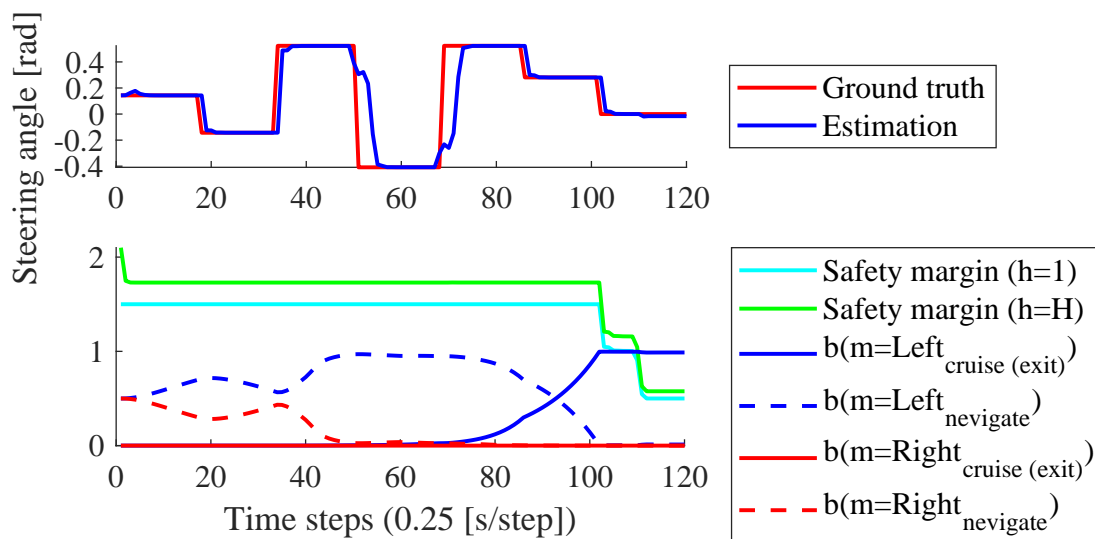 Steering angle [rad]
0.4
0.2
0
-0.2
-0.4
0 20 40 60 80 100 120
Ground truth
Estimation
2
1
0
0 20 40 60 80 100 120
Time steps (0.25 [s/step])
Safety margin (h=1)
Safety margin (h=H)
b(m=Left cruise (exit))
b(m=Left nevigate)
b(m=Right cruise (exit))
b(m=Right nevigate)